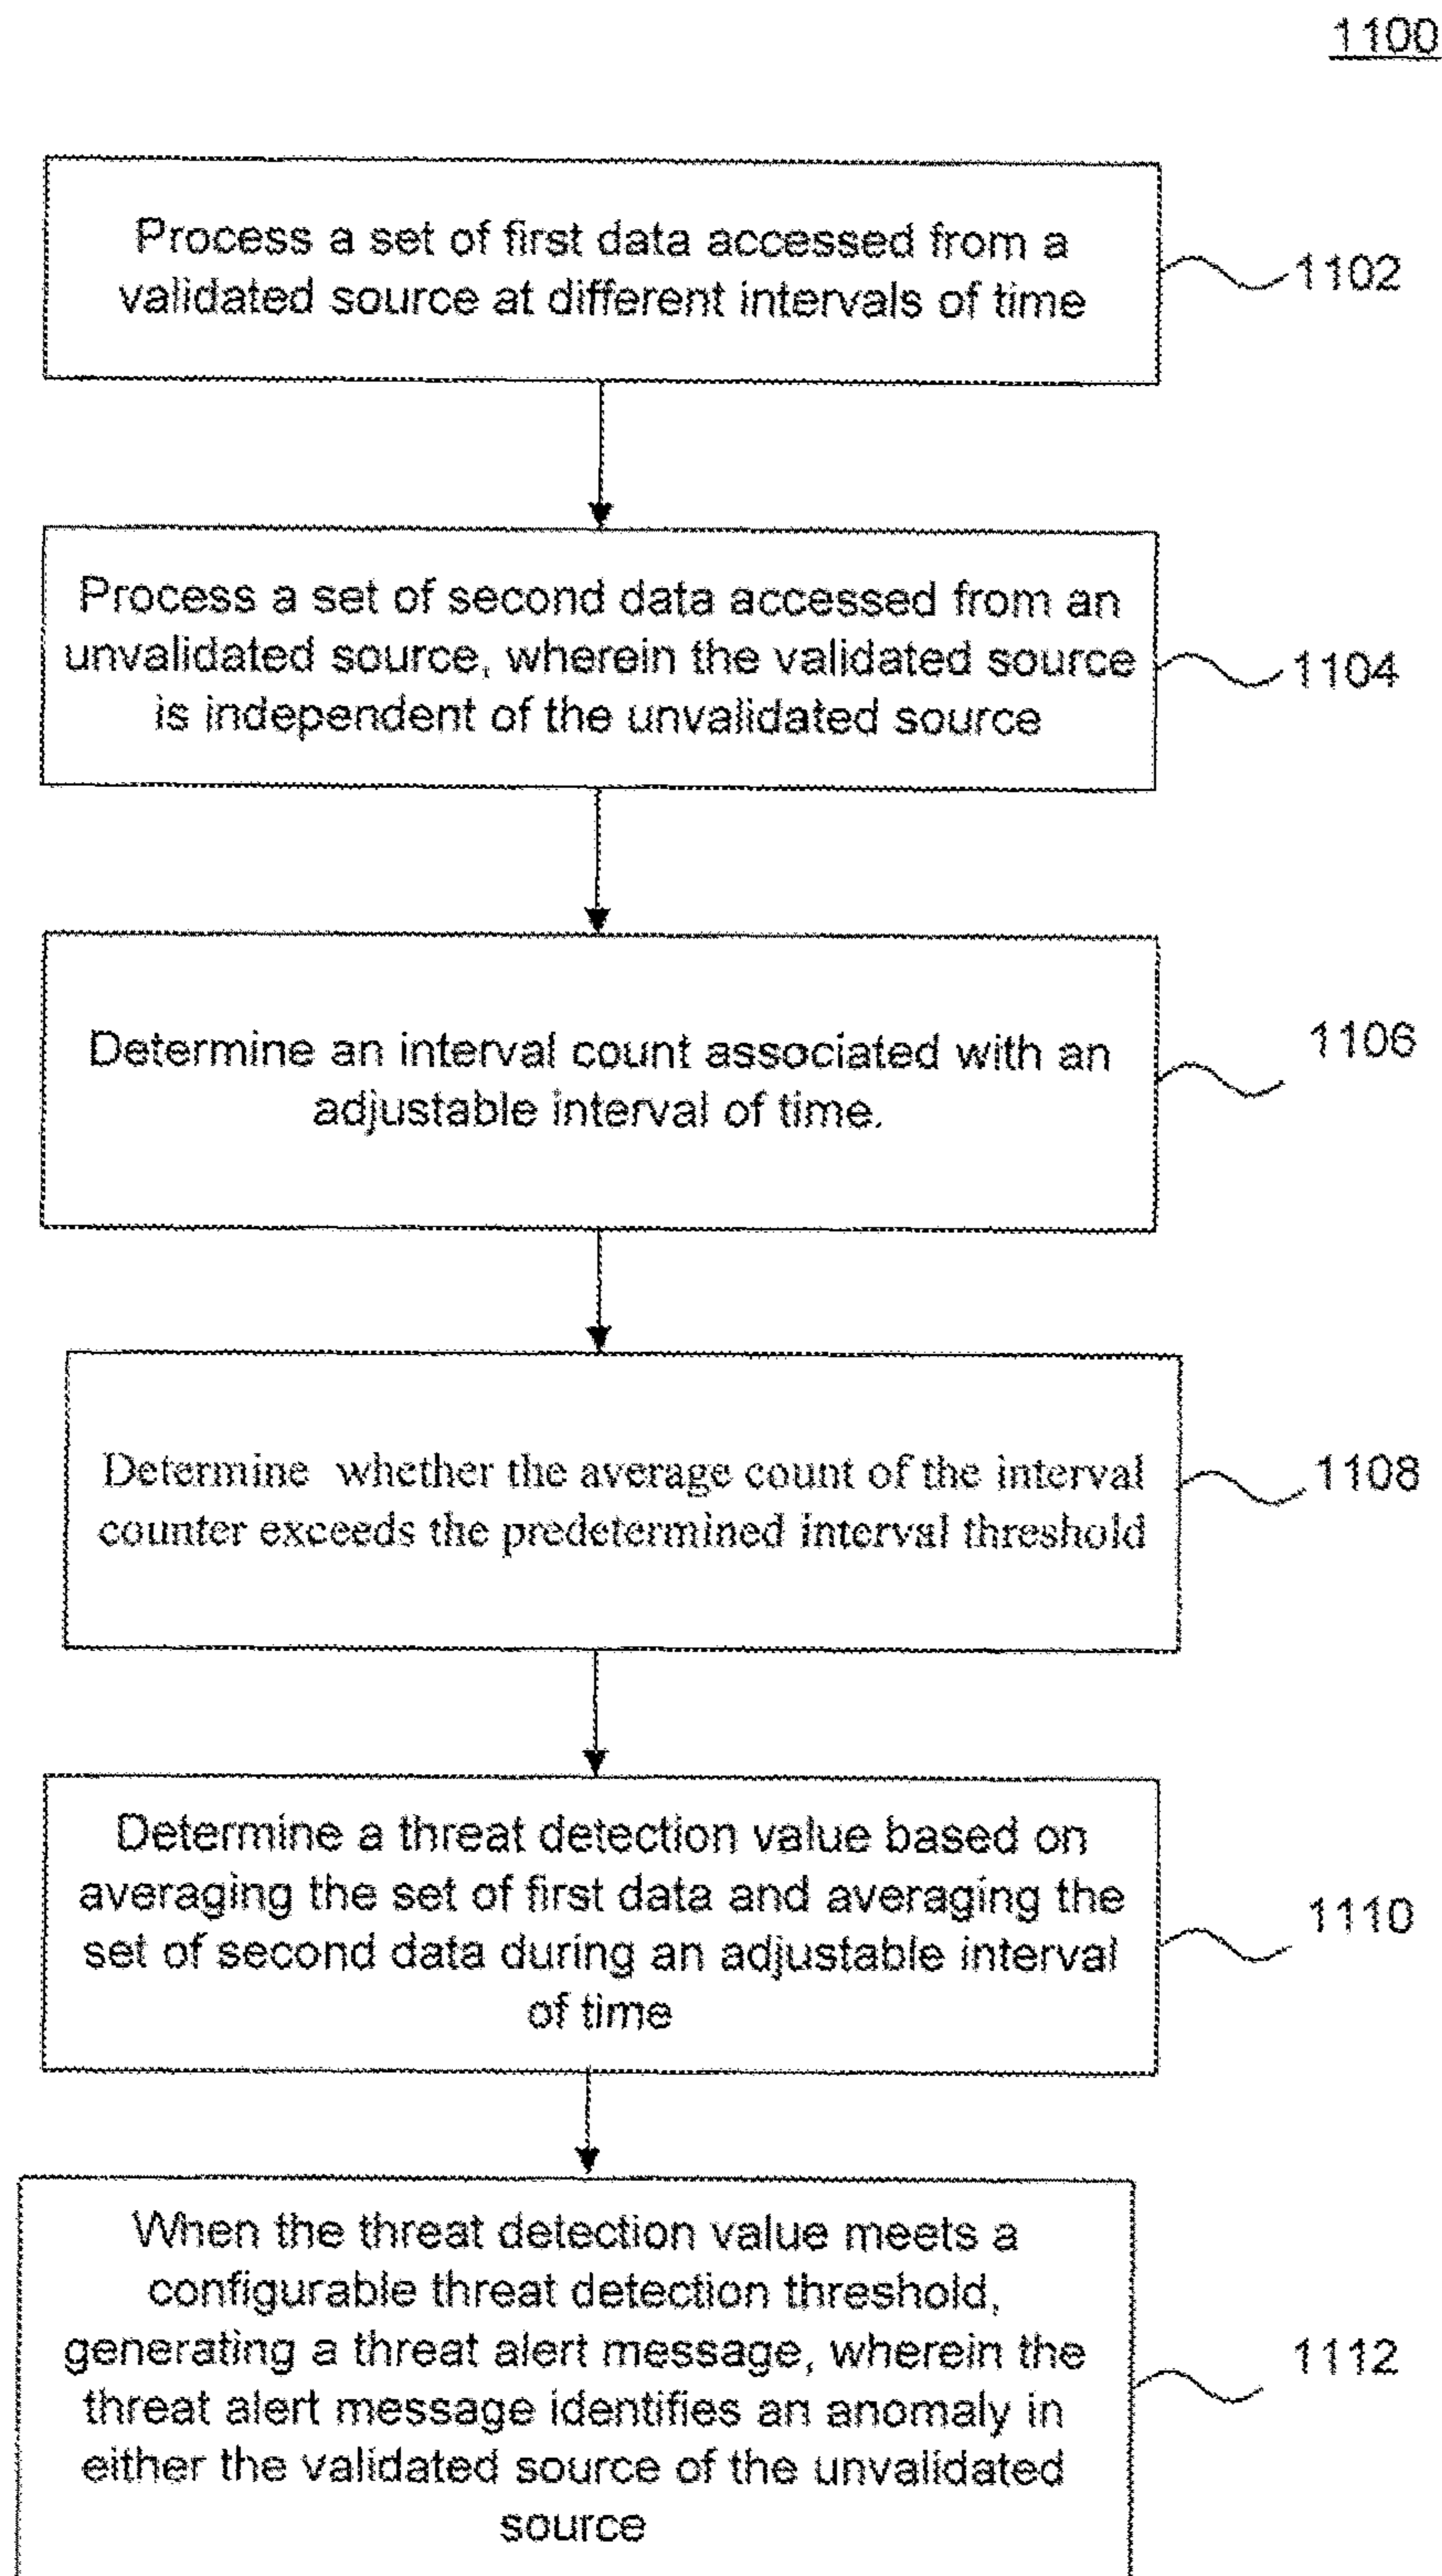 1100
Process a set of first data accessed from a
validated source at different intervals of time
1102
Process a set of second data accessed from an
unvalidated source, wherein the validated source
is independent of the unvalidated source
1104
Determine an interval count associated with an
adjustable interval of time.
1106
Determine whether the average count of the interval
counter exceeds the predetermined interval threshold
1108
Determine a threat detection value based on
averaging the set of first data and averaging the
set of second data during an adjustable interval
of time
1110
When the threat detection value meets a
configurable threat detection threshold,
generating a threat alert message, wherein the
threat alert message identifies an anomaly in
either the validated source of the unvalidated
source
1112